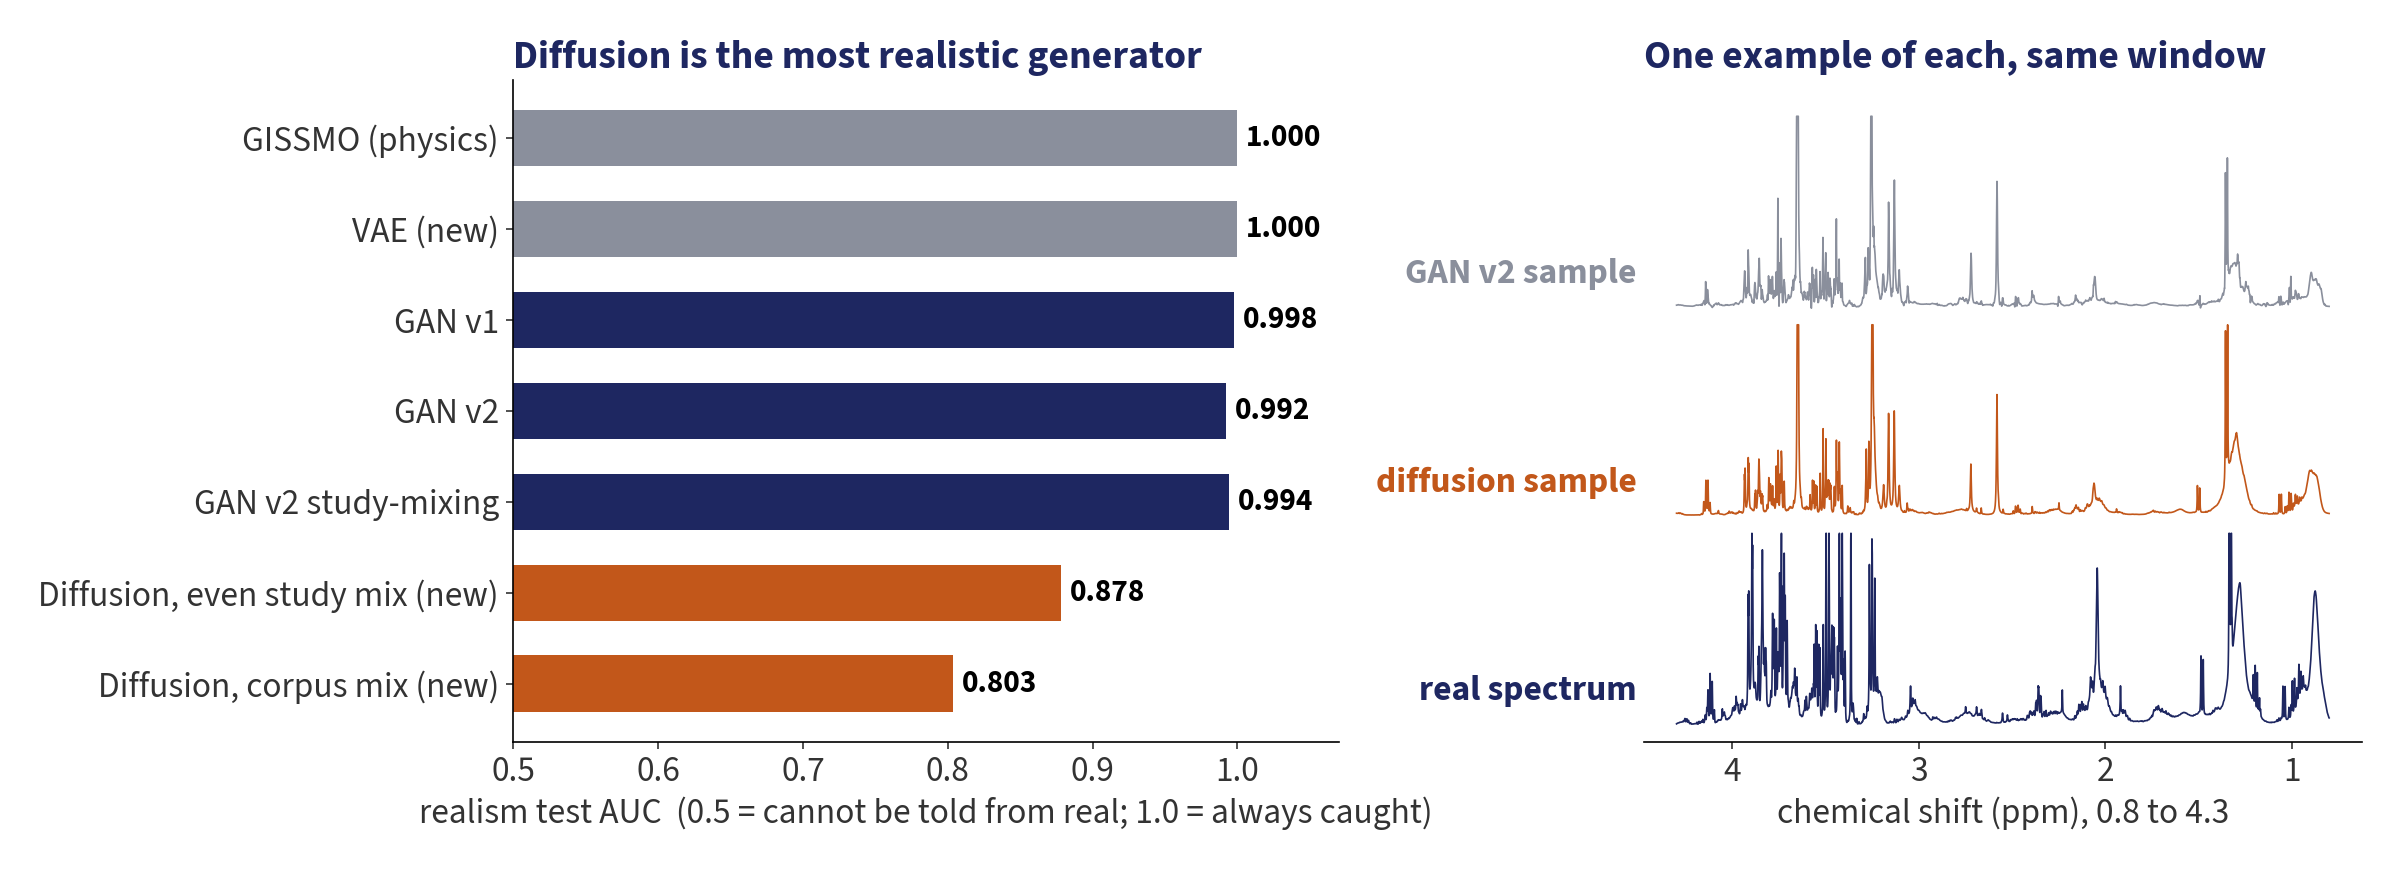 Diffusion is the most realistic generator
GISSMO (physics)
1.000
VAE (new)
1.000
GAN v1
0.998
GAN v2
0.992
GAN v2 study-mixing
0.994
Diffusion, even study mix (new)
0.878
Diffusion, corpus mix (new)
0.803
0.5 0.6 0.7 0.8 0.9 1.0
realism test AUC (0.5 = cannot be told from real; 1.0 = always caught)
One example of each, same window
GAN v2 sample
diffusion sample
real spectrum
4 3 2 1
chemical shift (ppm), 0.8 to 4.3